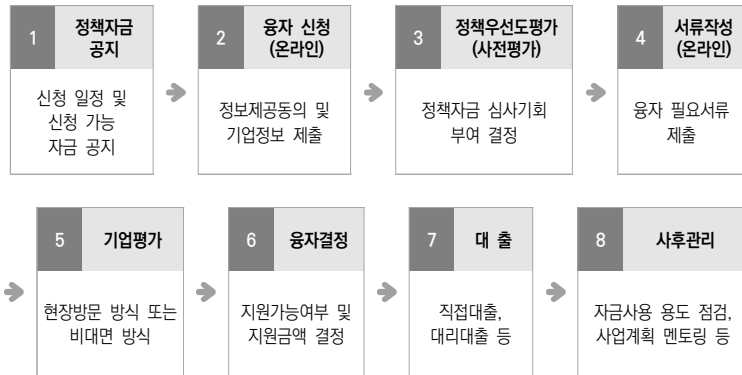 1
정책자금
공지
신청 일정 및
신청 가능
자금 공지
2
융자 신청
(온라인)
정보제공동의 및
기업정보 제출
3
정책우선도평가
(사전평가)
정책자금 심사기회
부여 결정
4
서류작성
(온라인)
융자 필요서류
제출
5
기업평가
현장방문 방식 또는
비대면 방식
6
융자결정
지원가능여부 및
지원금액 결정
7
대 출
직접대출,
대리대출 등
8
사후관리
자금사용 용도 점검,
사업계획 멘토링 등